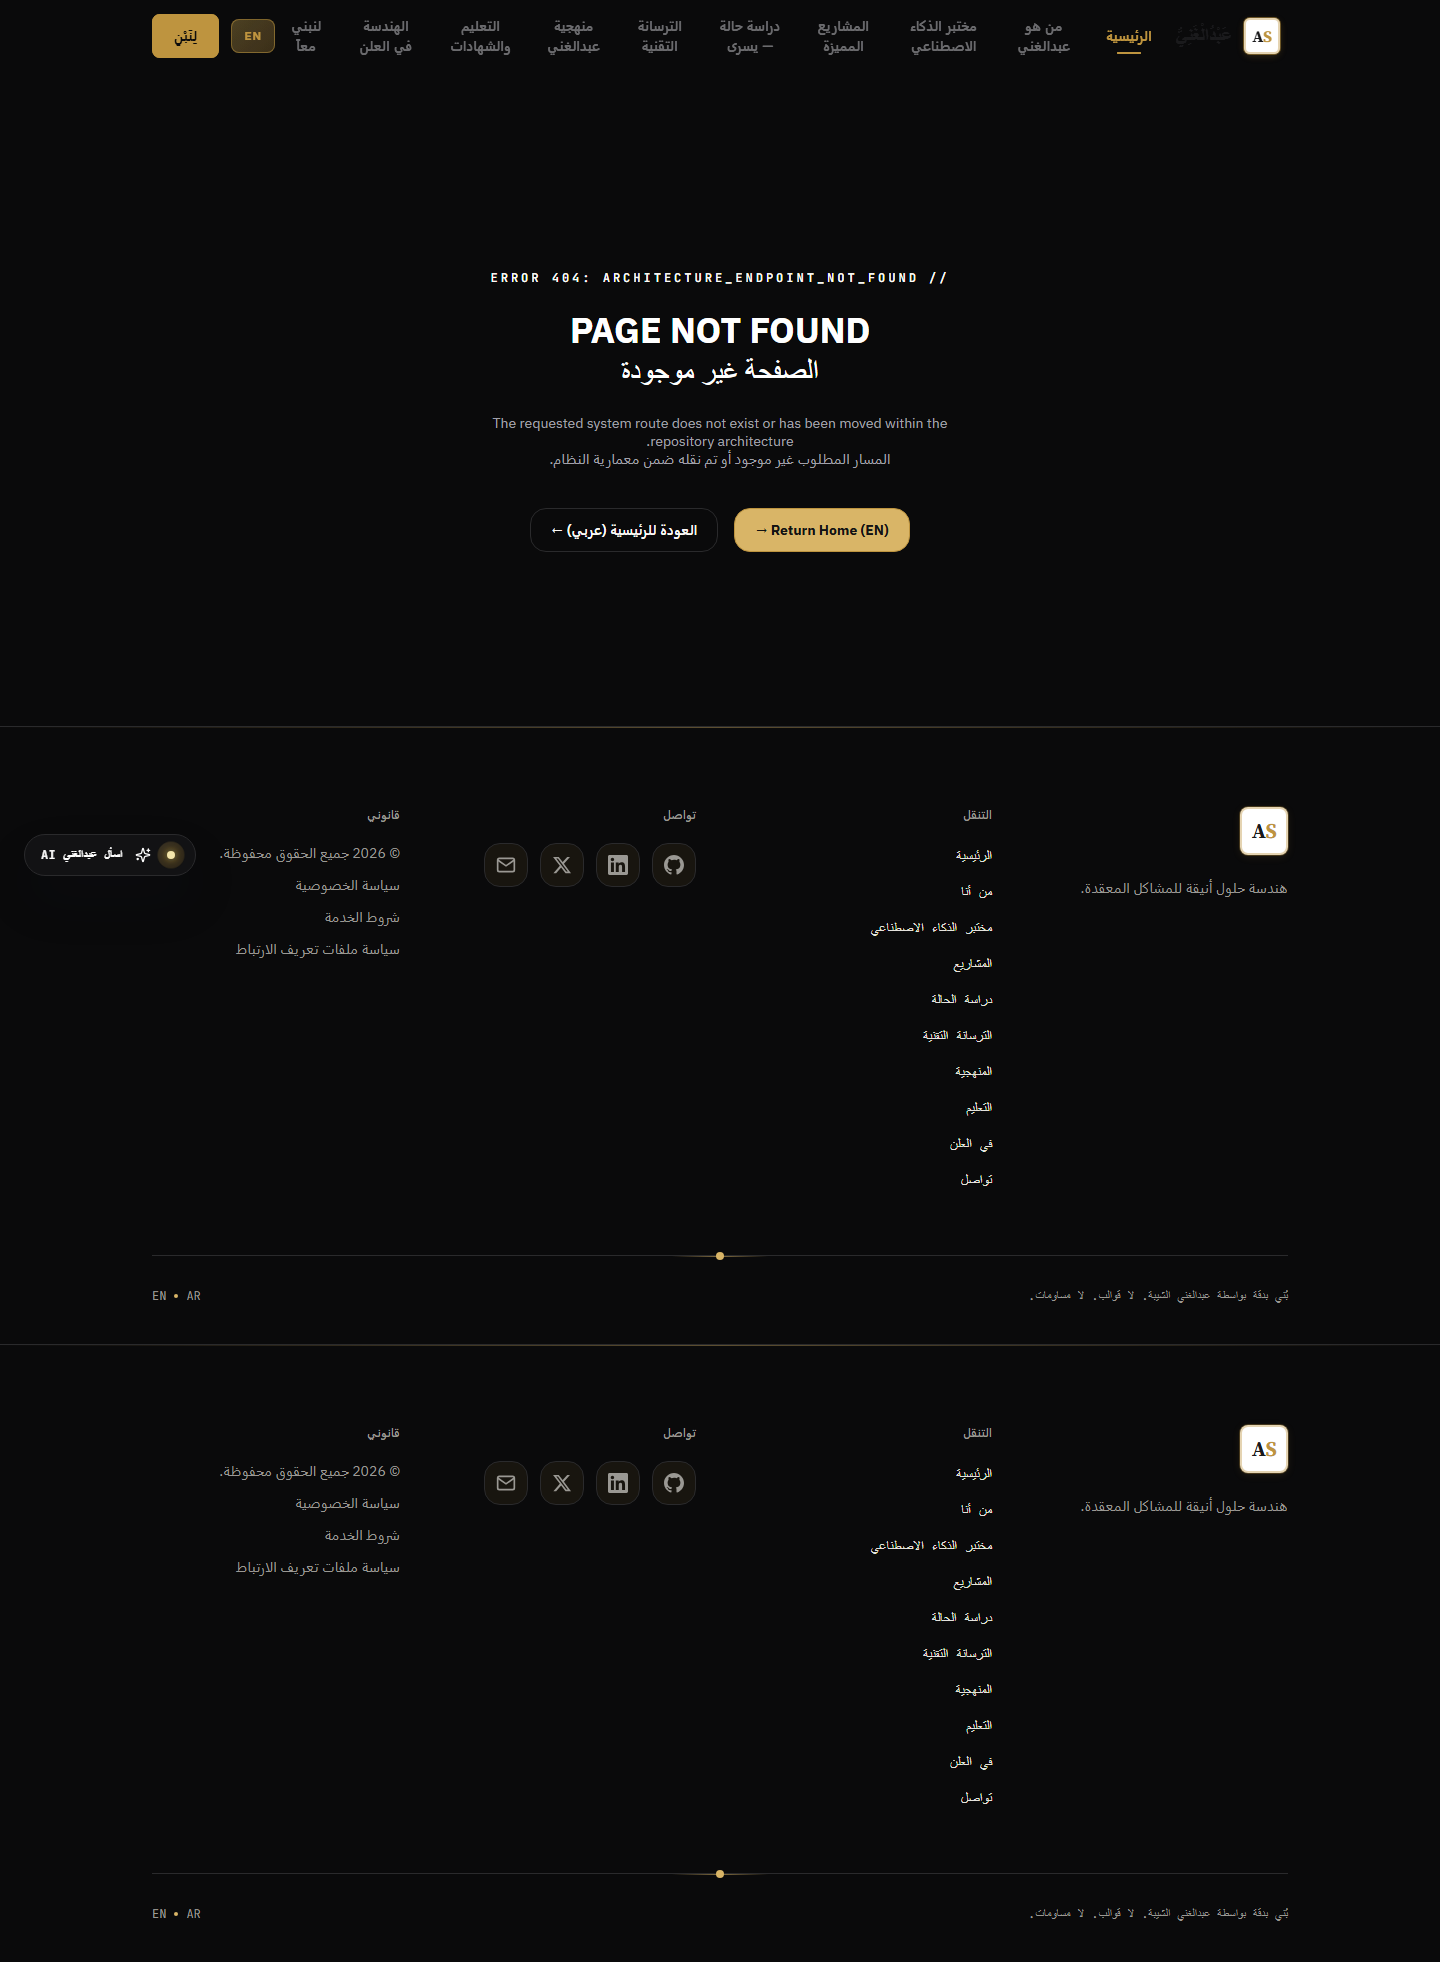 AS
عَبْدُالْغَنِيّ
الرئيسية
من هو
عبدالغني
مختبر الذكاء
الاصطناعي
المشاريع
المميزة
دراسة حالة
— يسرى
الترسانة
التقنية
منهجية
عبدالغني
التعليم
والشهادات
الهندسة
في العلن
لنبني
معاً
EN
لِنَبْنِ
ERROR 404: ARCHITECTURE_ENDPOINT_NOT_FOUND //
PAGE NOT FOUND
الصفحة غير موجودة
The requested system route does not exist or has been moved within the
.repository architecture
المسار المطلوب غير موجود أو تم نقله ضمن معمارية النظام.
→ Return Home (EN)
العودة للرئيسية (عربي) ←
AS
هندسة حلول أنيقة للمشاكل المعقدة.
التنقل
الرئيسية
من أنا
مختبر الذكاء الاصطناعي
المشاريع
دراسة الحالة
الترسانة التقنية
المنهجية
التعليم
في العلن
تواصل
تواصل
قانوني
© 2026 جميع الحقوق محفوظة.
سياسة الخصوصية
شروط الخدمة
سياسة ملفات تعريف الارتباط
اسأل عبدالغني AI
بُني بدقة بواسطة عبدالغني الشيبة. لا قوالب. لا مساومات.
EN • AR
AS
هندسة حلول أنيقة للمشاكل المعقدة.
التنقل
الرئيسية
من أنا
مختبر الذكاء الاصطناعي
المشاريع
دراسة الحالة
الترسانة التقنية
المنهجية
التعليم
في العلن
تواصل
تواصل
قانوني
© 2026 جميع الحقوق محفوظة.
سياسة الخصوصية
شروط الخدمة
سياسة ملفات تعريف الارتباط
بُني بدقة بواسطة عبدالغني الشيبة. لا قوالب. لا مساومات.
EN • AR